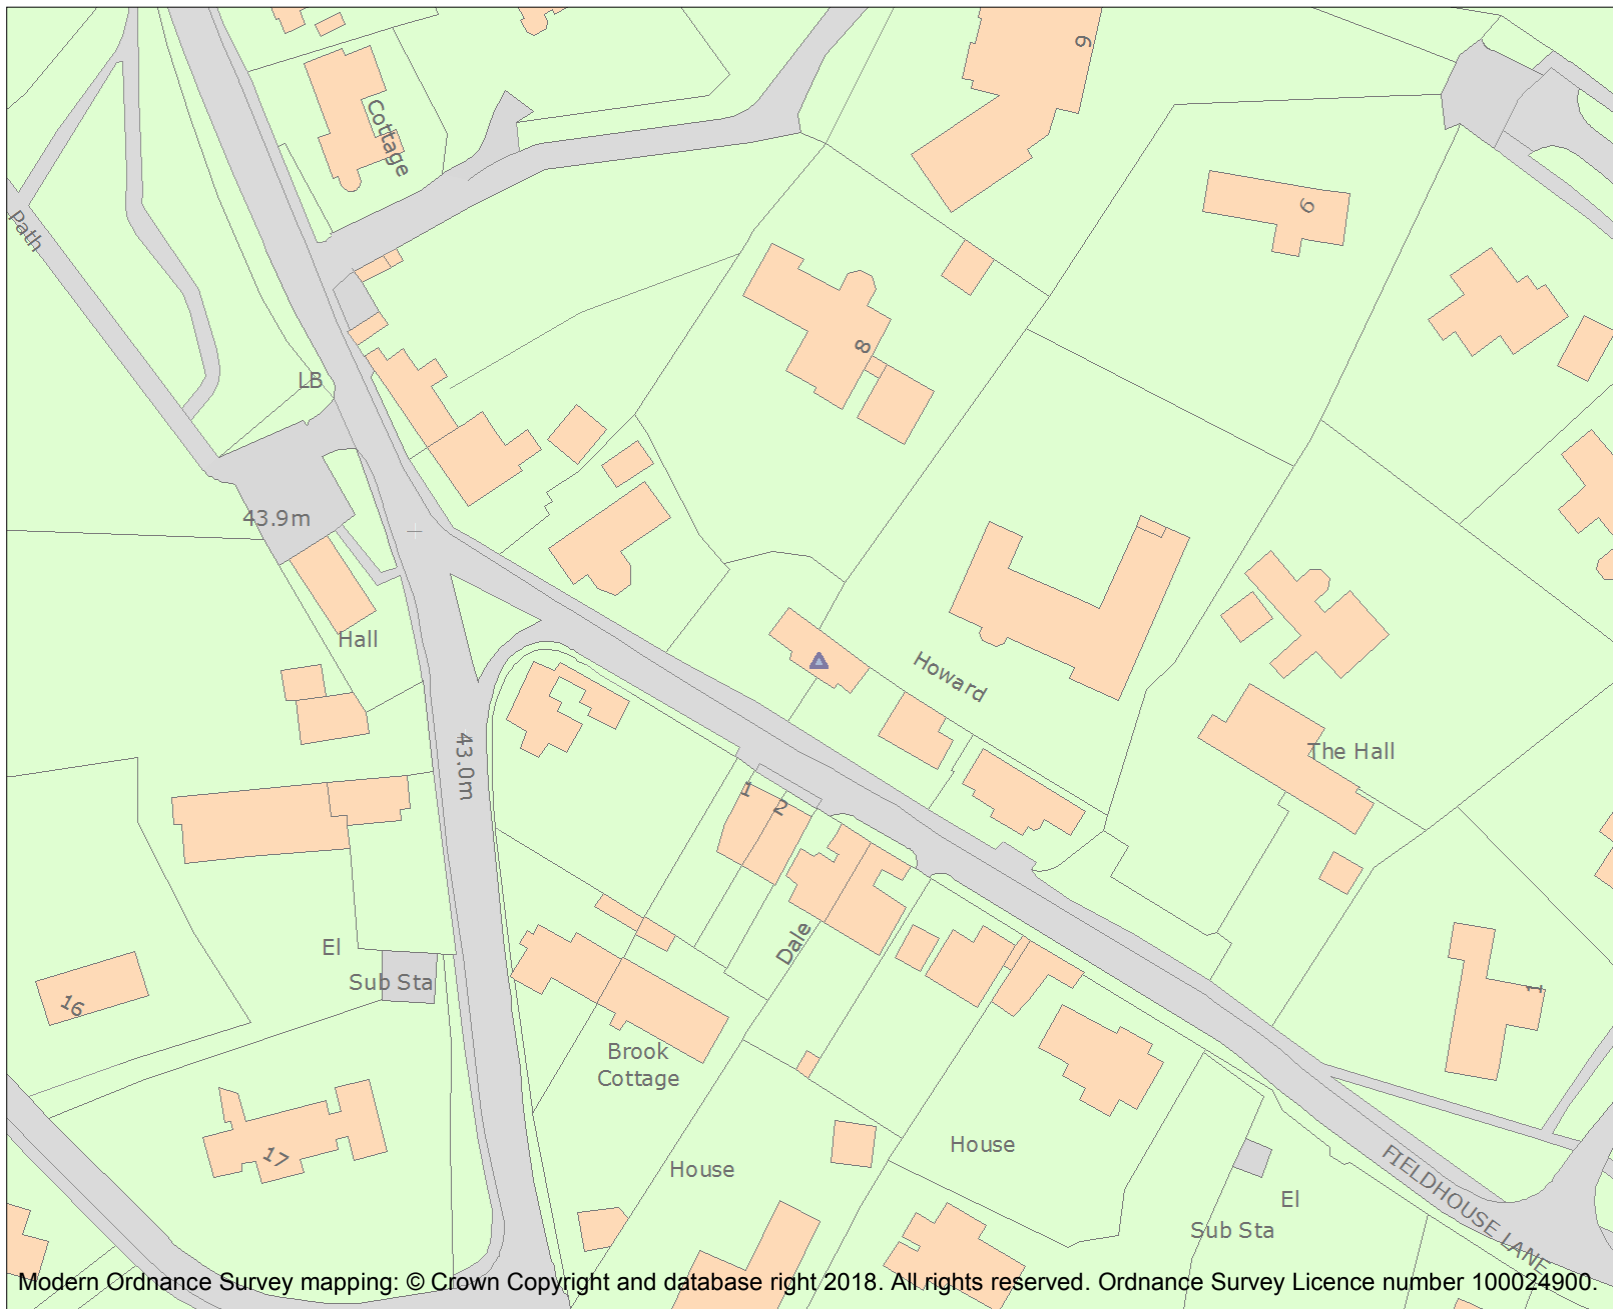 9
Cottage
6
Path
8
LB
43.9m
Hall
Howard
43.0m
The Hall
1
2
El
Sub Sta
Dale
16
1
Brook
Cottage
17
House
House
El
Sub Sta
FIELDHOUSE LANE
Modern Ordnance Survey mapping: © Crown Copyright and database right 2018. All rights reserved. Ordnance Survey Licence number 100024900.